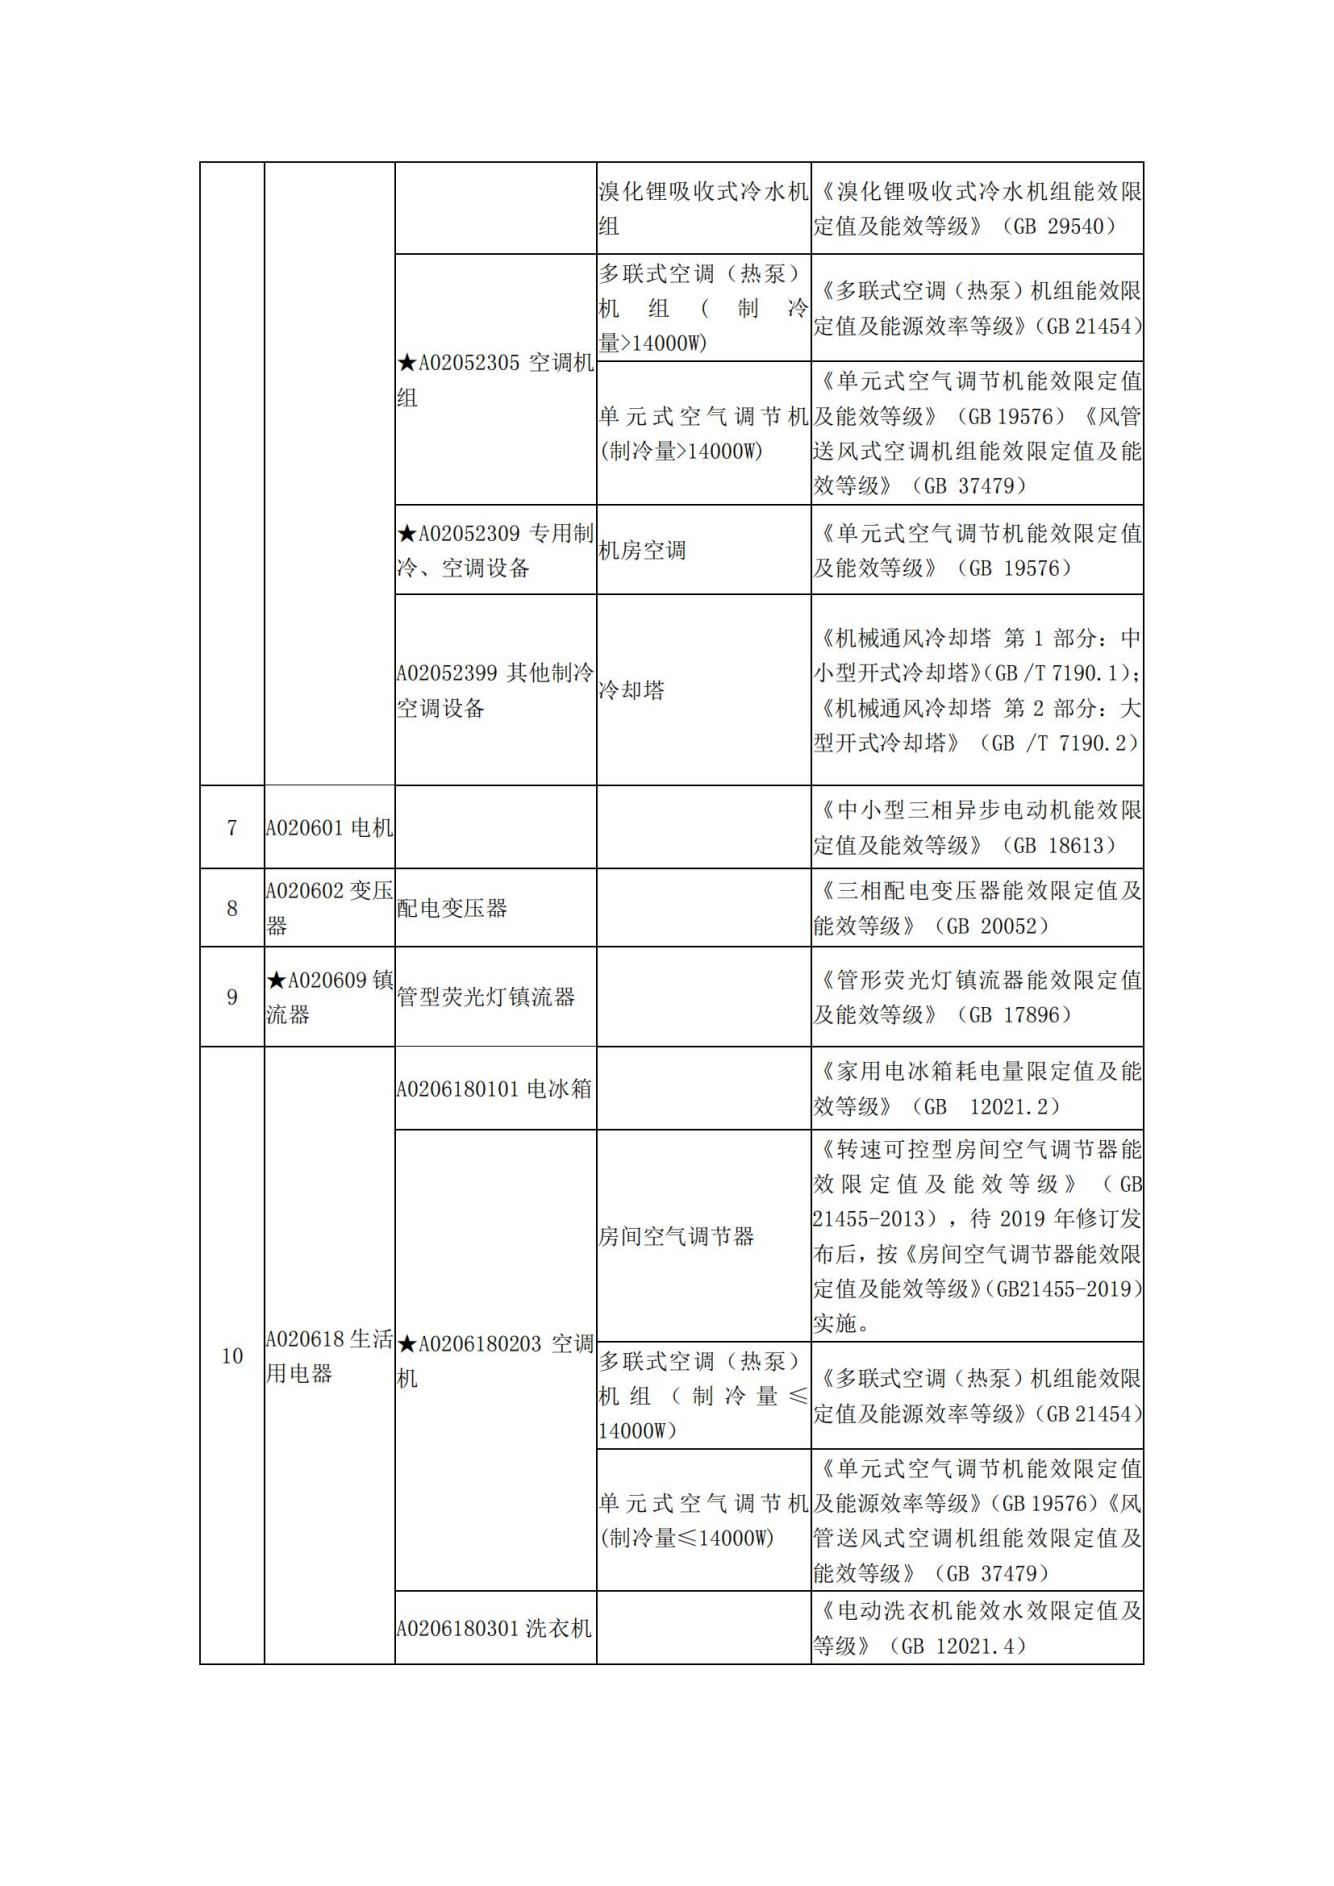 溴化锂吸收式冷水机
组
《溴化锂吸收式冷水机组能效限
定值及能效等级》（GB 29540）
★A02052305 空调机
组
多联式空调（热泵）
机组(制冷
量>14000W)
《多联式空调（热泵）机组能效限
定值及能源效率等级》（GB 21454）
单元式空气调节机
(制冷量>14000W)
《单元式空气调节机能效限定值
及能效等级》（GB 19576）《风管
送风式空调机组能效限定值及能
效等级》（GB 37479）
★A02052309 专用制
冷、空调设备
机房空调
《单元式空气调节机能效限定值
及能效等级》（GB 19576）
A02052399 其他制冷
空调设备
冷却塔
《机械通风冷却塔 第 1 部分：中
小型开式冷却塔》（GB /T 7190.1）；
《机械通风冷却塔 第 2 部分：大
型开式冷却塔》（GB /T 7190.2）
7
A020601 电机
《中小型三相异步电动机能效限
定值及能效等级》（GB 18613）
8
A020602 变压
器
配电变压器
《三相配电变压器能效限定值及
能效等级》（GB 20052）
9
★A020609 镇
流器
管型荧光灯镇流器
《管形荧光灯镇流器能效限定值
及能效等级》（GB 17896）
10
A020618 生活
用电器
A0206180101 电冰箱
《家用电冰箱耗电量限定值及能
效等级》（GB 12021.2）
★A0206180203 空调
机
房间空气调节器
《转速可控型房间空气调节器能
效限定值及能效等级》（GB
21455-2013），待 2019 年修订发
布后，按《房间空气调节器能效限
定值及能效等级》（GB21455-2019）
实施。
多联式空调（热泵）
机组（制冷量≤
14000W）
《多联式空调（热泵）机组能效限
定值及能源效率等级》（GB 21454）
单元式空气调节机
(制冷量≤14000W)
《单元式空气调节机能效限定值
及能源效率等级》（GB 19576）《风
管送风式空调机组能效限定值及
能效等级》（GB 37479）
A0206180301 洗衣机
《电动洗衣机能效水效限定值及
等级》（GB 12021.4）